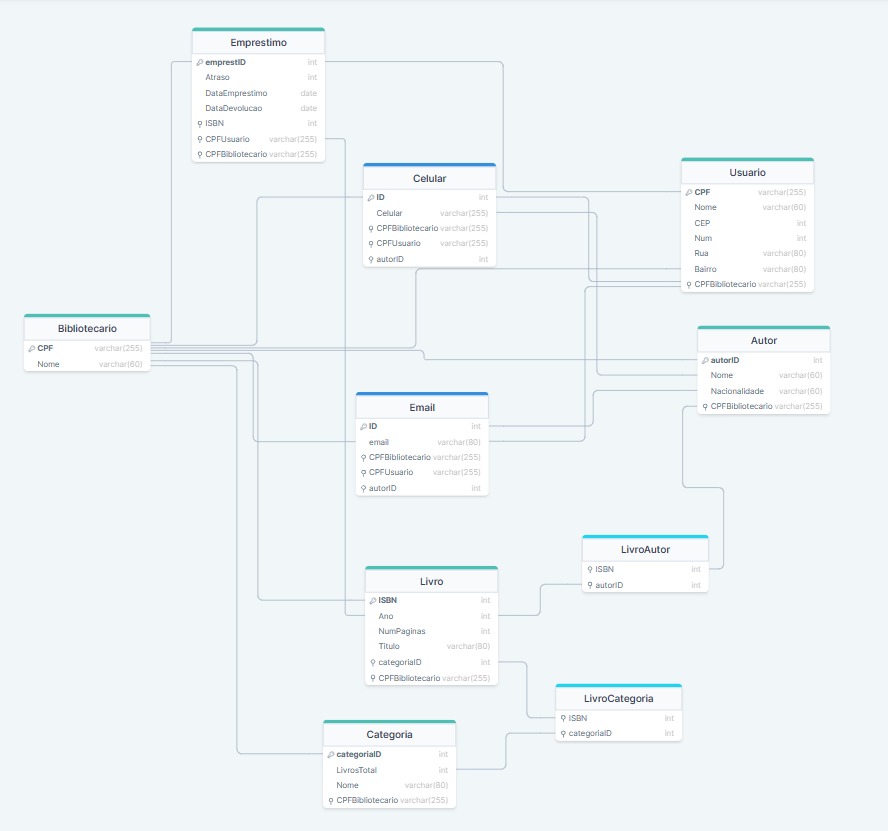 Emprestimo
emprestID int
Atraso int
DataEmprestimo date
DataDevolucao date
ISBN int
CPFUsuario varchar(255)
CPFBibliotecario varchar(255)
Celular
ID int
Celular varchar(255)
CPFBibliotecario varchar(255)
CPFUsuario varchar(255)
autorID int
Usuario
CPF varchar(255)
Nome varchar(60)
CEP int
Num int
Rua varchar(80)
Bairro varchar(80)
CPFBibliotecario varchar(255)
Bibliotecario
CPF varchar(255)
Nome varchar(60)
Autor
autorID int
Nome varchar(60)
Nacionalidade varchar(60)
CPFBibliotecario varchar(255)
Email
ID int
email varchar(80)
CPFBibliotecario varchar(255)
CPFUsuario varchar(255)
autorID int
LivroAutor
ISBN int
autorID int
Livro
ISBN int
Ano int
NumPaginas int
Titulo varchar(80)
categoriaID int
CPFBibliotecario varchar(255)
LivroCategoria
ISBN int
categoriaID int
Categoria
categoriaID int
LivrosTotal int
Nome varchar(80)
CPFBibliotecario varchar(255)